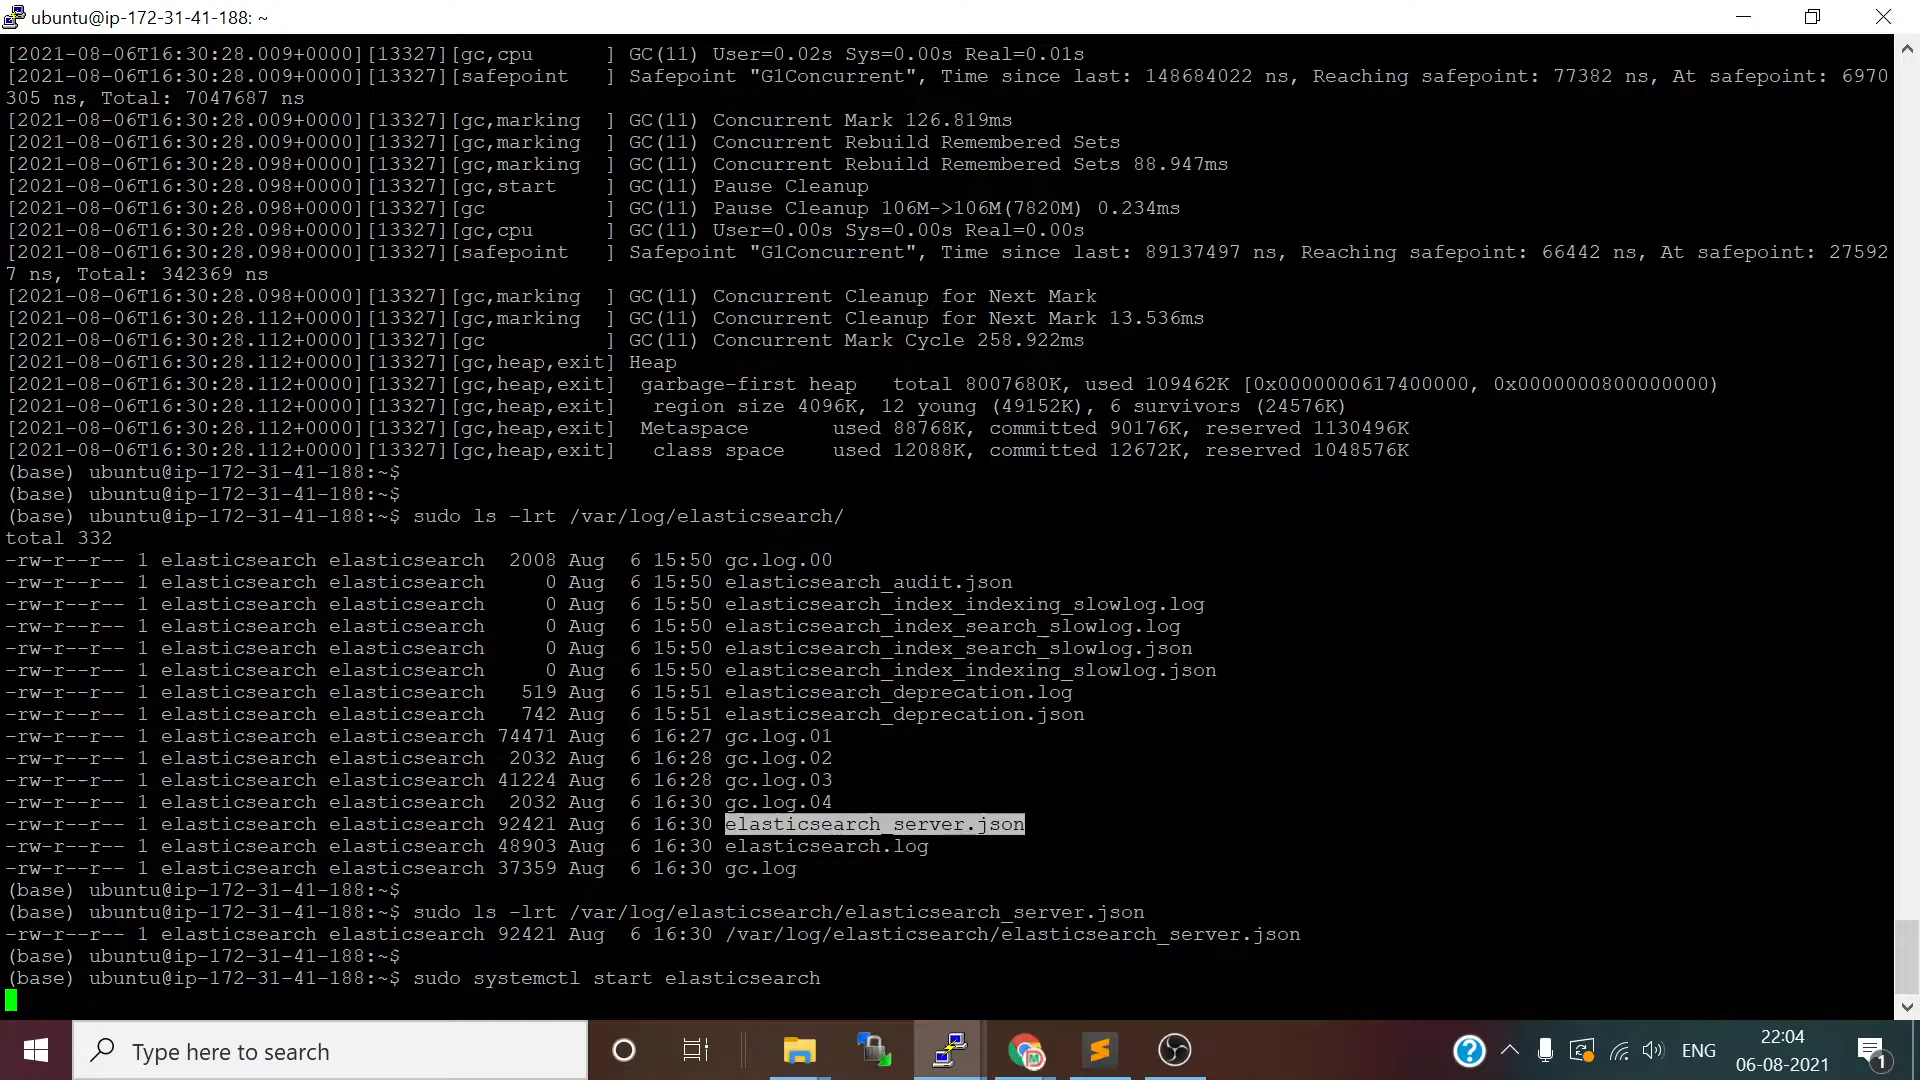 ubuntu@ip-172-31-41-188: ~
[2021-08-06T16:30:28.009+0000][13327][gc,cpu      ] GC(11) User=0.02s Sys=0.00s Real=0.01s
[2021-08-06T16:30:28.009+0000][13327][safepoint   ] Safepoint "G1Concurrent", Time since last: 148684022 ns, Reaching safepoint: 77382 ns, At safepoint: 6970
305 ns, Total: 7047687 ns
[2021-08-06T16:30:28.009+0000][13327][gc,marking  ] GC(11) Concurrent Mark 126.819ms
[2021-08-06T16:30:28.009+0000][13327][gc,marking  ] GC(11) Concurrent Rebuild Remembered Sets
[2021-08-06T16:30:28.098+0000][13327][gc,marking  ] GC(11) Concurrent Rebuild Remembered Sets 88.947ms
[2021-08-06T16:30:28.098+0000][13327][gc,start    ] GC(11) Pause Cleanup
[2021-08-06T16:30:28.098+0000][13327][gc          ] GC(11) Pause Cleanup 106M->106M(7820M) 0.234ms
[2021-08-06T16:30:28.098+0000][13327][gc,cpu      ] GC(11) User=0.00s Sys=0.00s Real=0.00s
[2021-08-06T16:30:28.098+0000][13327][safepoint   ] Safepoint "G1Concurrent", Time since last: 89137497 ns, Reaching safepoint: 66442 ns, At safepoint: 27592
7 ns, Total: 342369 ns
[2021-08-06T16:30:28.098+0000][13327][gc,marking  ] GC(11) Concurrent Cleanup for Next Mark
[2021-08-06T16:30:28.112+0000][13327][gc,marking  ] GC(11) Concurrent Cleanup for Next Mark 13.536ms
[2021-08-06T16:30:28.112+0000][13327][gc          ] GC(11) Concurrent Mark Cycle 258.922ms
[2021-08-06T16:30:28.112+0000][13327][gc,heap,exit] Heap
[2021-08-06T16:30:28.112+0000][13327][gc,heap,exit]  garbage-first heap   total 8007680K, used 109462K [0x0000000617400000, 0x0000000800000000)
[2021-08-06T16:30:28.112+0000][13327][gc,heap,exit]   region size 4096K, 12 young (49152K), 6 survivors (24576K)
[2021-08-06T16:30:28.112+0000][13327][gc,heap,exit]  Metaspace       used 88768K, committed 90176K, reserved 1130496K
[2021-08-06T16:30:28.112+0000][13327][gc,heap,exit]   class space    used 12088K, committed 12672K, reserved 1048576K
(base) ubuntu@ip-172-31-41-188:~$
(base) ubuntu@ip-172-31-41-188:~$
(base) ubuntu@ip-172-31-41-188:~$ sudo ls -lrt /var/log/elasticsearch/
total 332
-rw-r--r-- 1 elasticsearch elasticsearch  2008 Aug  6 15:50 gc.log.00
-rw-r--r-- 1 elasticsearch elasticsearch     0 Aug  6 15:50 elasticsearch_audit.json
-rw-r--r-- 1 elasticsearch elasticsearch     0 Aug  6 15:50 elasticsearch_index_indexing_slowlog.log
-rw-r--r-- 1 elasticsearch elasticsearch     0 Aug  6 15:50 elasticsearch_index_search_slowlog.log
-rw-r--r-- 1 elasticsearch elasticsearch     0 Aug  6 15:50 elasticsearch_index_search_slowlog.json
-rw-r--r-- 1 elasticsearch elasticsearch     0 Aug  6 15:50 elasticsearch_index_indexing_slowlog.json
-rw-r--r-- 1 elasticsearch elasticsearch   519 Aug  6 15:51 elasticsearch_deprecation.log
-rw-r--r-- 1 elasticsearch elasticsearch   742 Aug  6 15:51 elasticsearch_deprecation.json
-rw-r--r-- 1 elasticsearch elasticsearch 74471 Aug  6 16:27 gc.log.01
-rw-r--r-- 1 elasticsearch elasticsearch  2032 Aug  6 16:28 gc.log.02
-rw-r--r-- 1 elasticsearch elasticsearch 41224 Aug  6 16:28 gc.log.03
-rw-r--r-- 1 elasticsearch elasticsearch  2032 Aug  6 16:30 gc.log.04
-rw-r--r-- 1 elasticsearch elasticsearch 92421 Aug  6 16:30 elasticsearch_server.json
-rw-r--r-- 1 elasticsearch elasticsearch 48903 Aug  6 16:30 elasticsearch.log
-rw-r--r-- 1 elasticsearch elasticsearch 37359 Aug  6 16:30 gc.log
(base) ubuntu@ip-172-31-41-188:~$
(base) ubuntu@ip-172-31-41-188:~$ sudo ls -lrt /var/log/elasticsearch/elasticsearch_server.json
-rw-r--r-- 1 elasticsearch elasticsearch 92421 Aug  6 16:30 /var/log/elasticsearch/elasticsearch_server.json
(base) ubuntu@ip-172-31-41-188:~$
(base) ubuntu@ip-172-31-41-188:~$ sudo systemctl start elasticsearch
Type here to search
ENG
22:04
06-08-2021
1